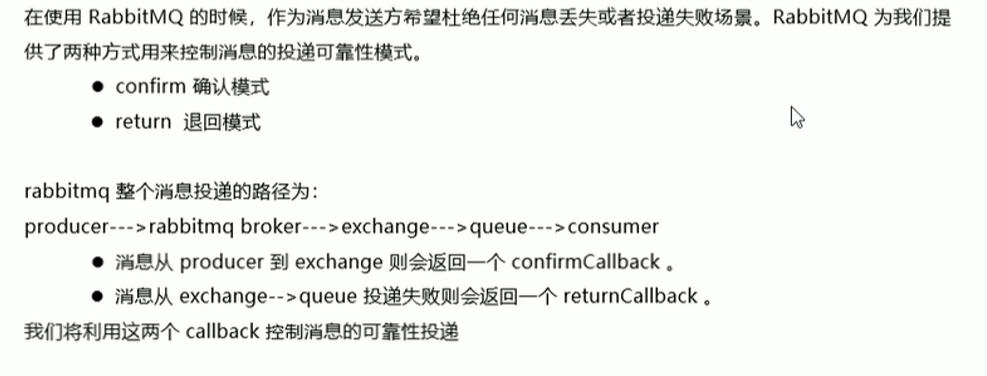 在使用 RabbitMQ 的时候，作为消息发送方希望杜绝任何消息丢失或者投递失败场景。RabbitMQ 为我们提
供了两种方式用来控制消息的投递可靠性模式。
● confirm 确认模式
● return 退回模式
rabbitmq 整个消息投递的路径为：
producer--->rabbitmq broker--->exchange--->queue--->consumer
● 消息从 producer 到 exchange 则会返回一个 confirmCallback 。
● 消息从 exchange-->queue 投递失败则会返回一个 returnCallback 。
我们将利用这两个 callback 控制消息的可靠性投递